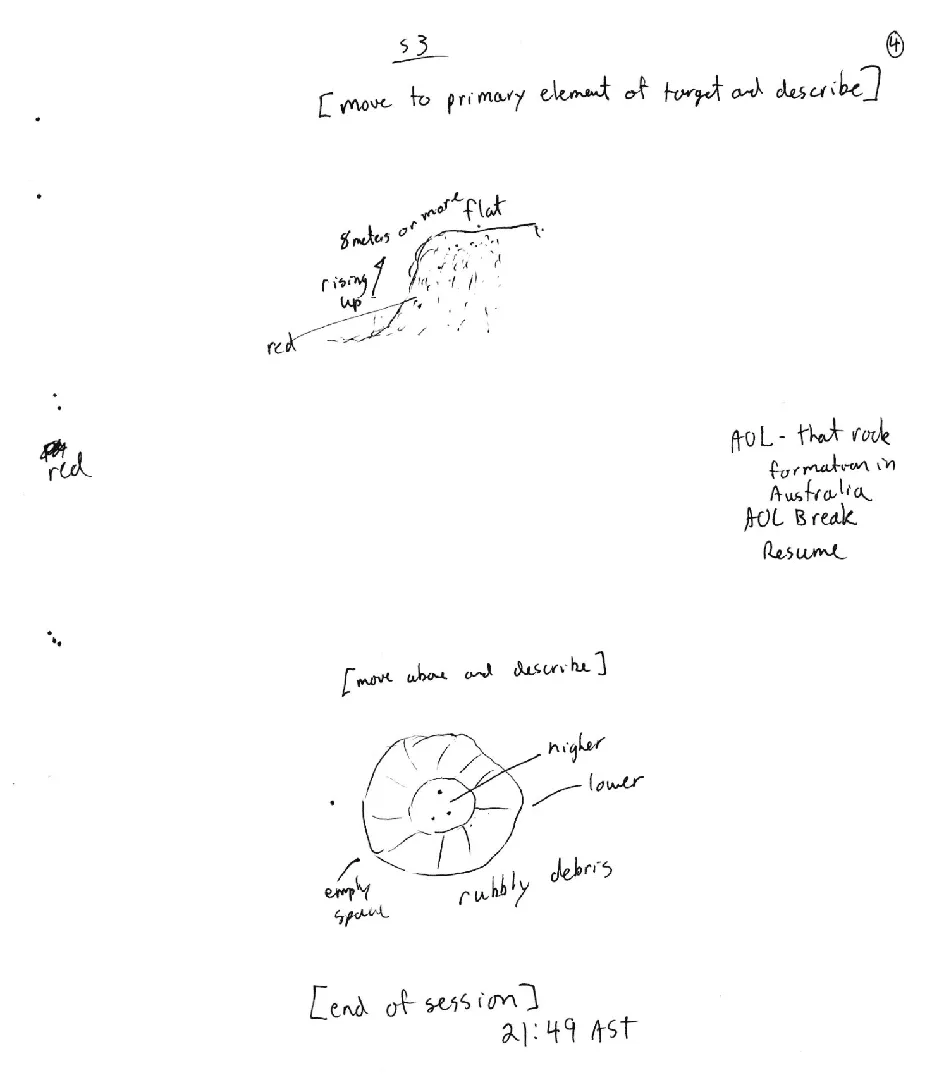 s3
4
[move to primary element of target and describe]
8 meters or more
flat
rising
up
red
red
AOL - that rock
formation in
Australia
AOL Break
Resume
[move above and describe]
higher
lower
empty
space
rubbly debris
[end of session]
21:49 AST